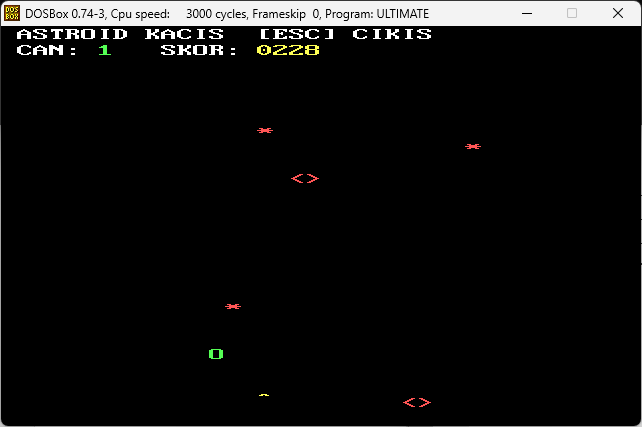 DOSBox 0.74-3, Cpu speed: 3000 cycles, Frameskip 0, Program: ULTIMATE
ASTROID KACIS [ESC] CIKIS
CAN: 1 SKOR: 0228
*
*
<>
*
O
^
<>